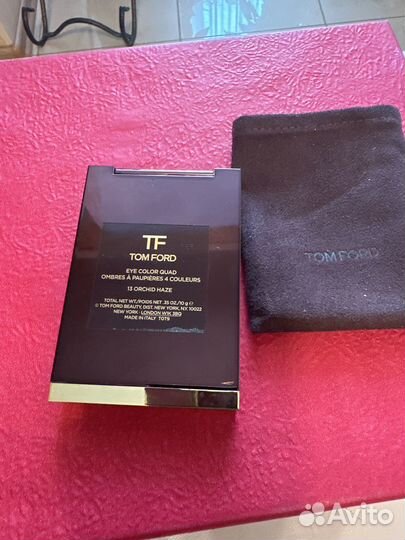 TF
TOM FORD
EYE COLOR QUAD
OMBRES À PAUPIÈRES 4 COULEURS
13 ORCHID HAZE
TOTAL NET WT./POIDS NET .35 OZ/10 g ℮
© TOM FORD BEAUTY, DIST. NEW YORK, NY 10022
NEW YORK · LONDON W1K 3BQ
MADE IN ITALY TOT9
TOM FORD
Avito